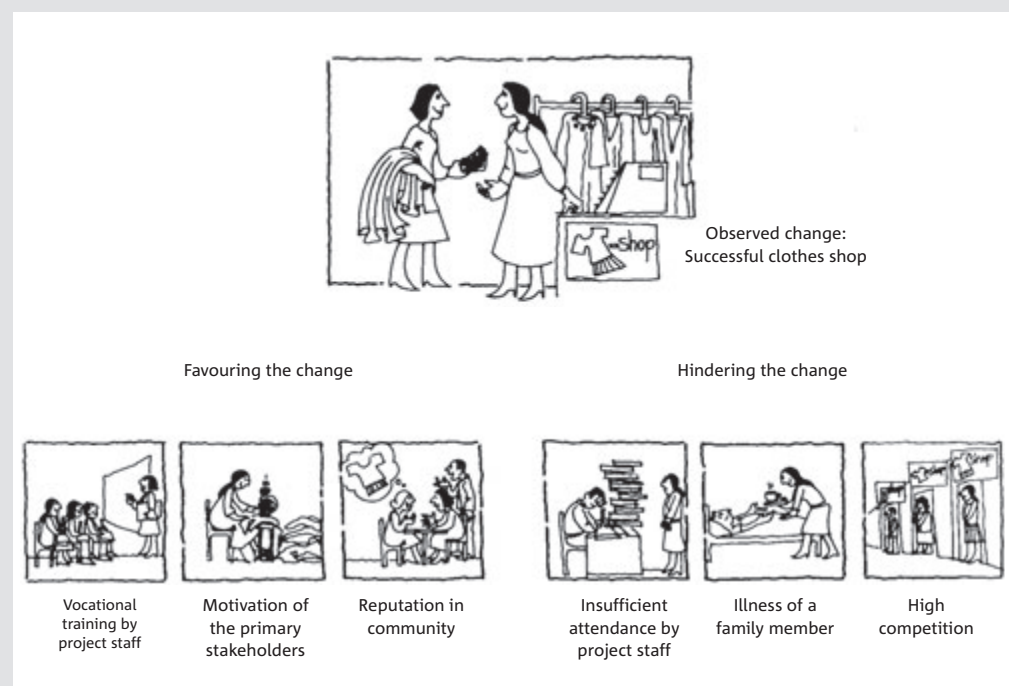 shop
Observed change:
Successful clothes shop
Favouring the change
Hindering the change
shop
Shop
Vocational
training by
project staff
Motivation of
the primary
stakeholders
Reputation in
community
Insufficient
attendance by
project staff
Illness of a
family member
High
competition